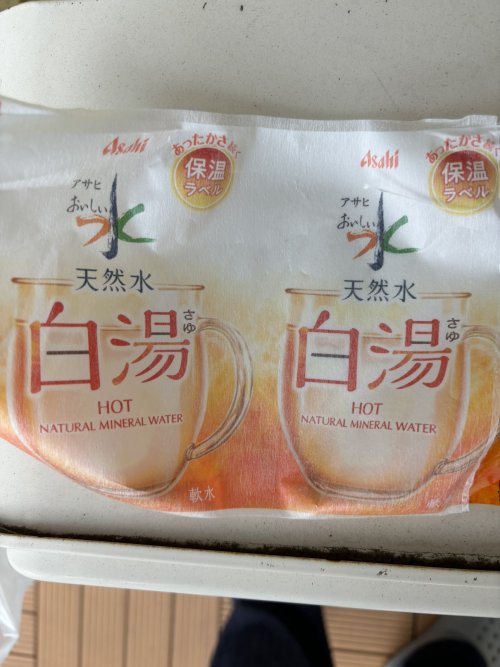 Asahi
あったかさ続く
保温
ラベル
アサヒ
おいしい
水
天然水
白湯
さゆ
HOT
NATURAL MINERAL WATER
軟水
Asahi
あったかさ続く
保温
ラベル
アサヒ
おいしい
水
天然水
白湯
さゆ
HOT
NATURAL MINERAL WATER